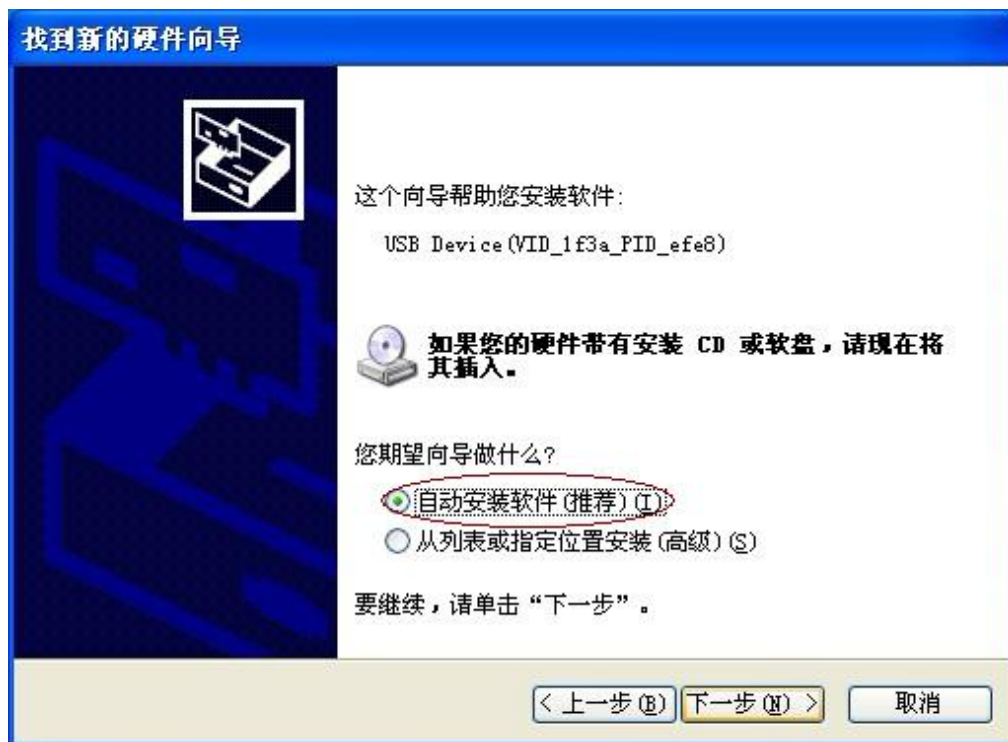 找到新的硬件向导
这个向导帮助您安装软件:
USB Device(VID_1f3a_PID_efe8)
如果您的硬件带有安装 CD 或软盘，请现在将
其插入。
您期望向导做什么?
自动安装软件(推荐)(I)
从列表或指定位置安装(高级)(S)
要继续，请单击“下一步”。
< 上一步(B)
下一步(N) >
取消